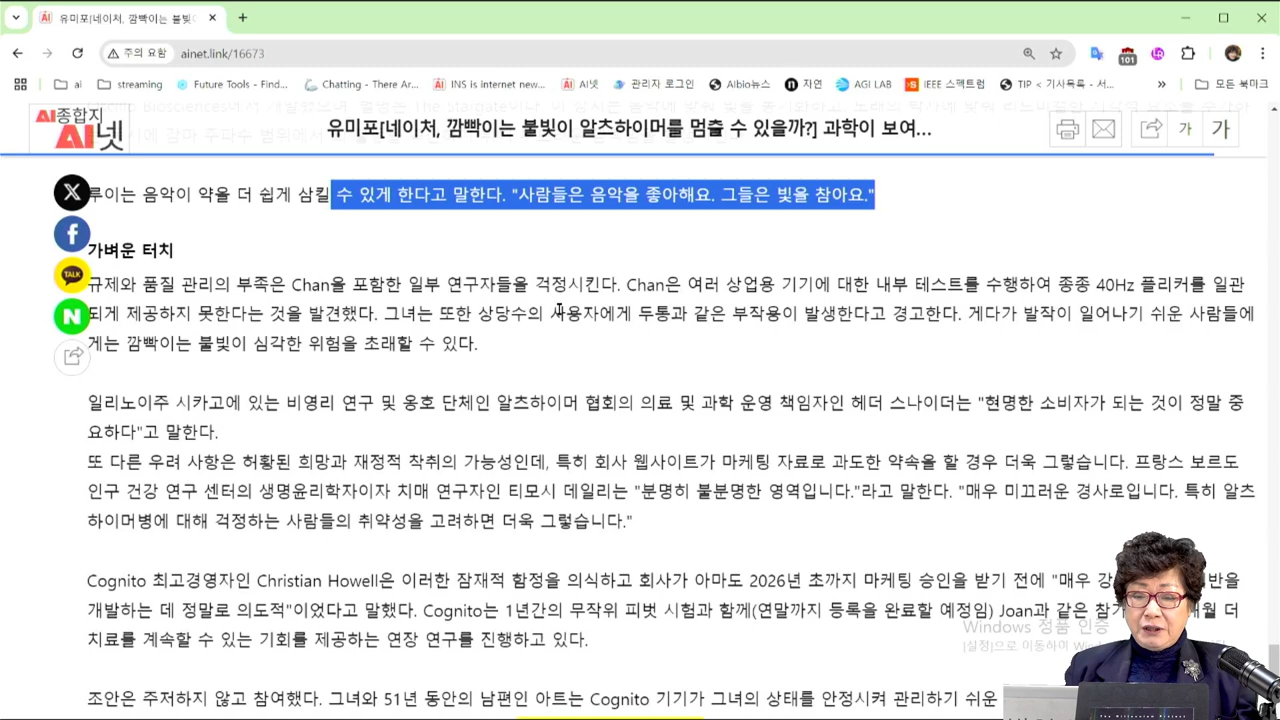 유미포[네이처, 깜빡이는 불빛이
주의 요함
ainet.link/16673
101
ai
streaming
Future Tools - Find...
Chatting - There Ar...
INS is internet new...
AI넷
관리자 로그인
Aibio뉴스
자연
AGI LAB
IEEE 스펙트럼
TIP < 기사목록 - 서...
»
모든 북마크
AI종합지
AI넷
유미포[네이처, 깜빡이는 불빛이 알츠하이머를 멈출 수 있을까?] 과학이 보여...
가
가
루이는 음악이 약을 더 쉽게 삼킬 수 있게 한다고 말한다. "사람들은 음악을 좋아해요. 그들은 빛을 참아요."
가벼운 터치
규제와 품질 관리의 부족은 Chan을 포함한 일부 연구자들을 걱정시킨다. Chan은 여러 상업용 기기에 대한 내부 테스트를 수행하여 종종 40Hz 플리커를 일관
되게 제공하지 못한다는 것을 발견했다. 그녀는 또한 상당수의 사용자에게 두통과 같은 부작용이 발생한다고 경고한다. 게다가 발작이 일어나기 쉬운 사람들에
게는 깜빡이는 불빛이 심각한 위험을 초래할 수 있다.
일리노이주 시카고에 있는 비영리 연구 및 옹호 단체인 알츠하이머 협회의 의료 및 과학 운영 책임자인 헤더 스나이더는 "현명한 소비자가 되는 것이 정말 중
요하다"고 말한다.
또 다른 우려 사항은 허황된 희망과 재정적 착취의 가능성인데, 특히 회사 웹사이트가 마케팅 자료로 과도한 약속을 할 경우 더욱 그렇습니다. 프랑스 보르도
인구 건강 연구 센터의 생명윤리학자이자 치매 연구자인 티모시 데일리는 "분명히 불분명한 영역입니다."라고 말한다. "매우 미끄러운 경사로입니다. 특히 알츠
하이머병에 대해 걱정하는 사람들의 취약성을 고려하면 더욱 그렇습니다."
Cognito 최고경영자인 Christian Howell은 이러한 잠재적 함정을 의식하고 회사가 아마도 2026년 초까지 마케팅 승인을 받기 전에 "매우 강
개발하는 데 정말로 의도적"이었다고 말했다. Cognito는 1년간의 무작위 피벗 시험과 함께(연말까지 등록을 완료할 예정임) Joan과 같은 더
치료를 계속할 수 있는 기회를 제공하는 연장 연구를 진행하고 있다.
Windows 정품 인증
조안은 주저하지 않고 참여했다. 그녀와 51년 동안의 남편인 아트는 Cognito 기기가 그녀의 상태를 안정시켜 관리하기 쉬운
TALK
N